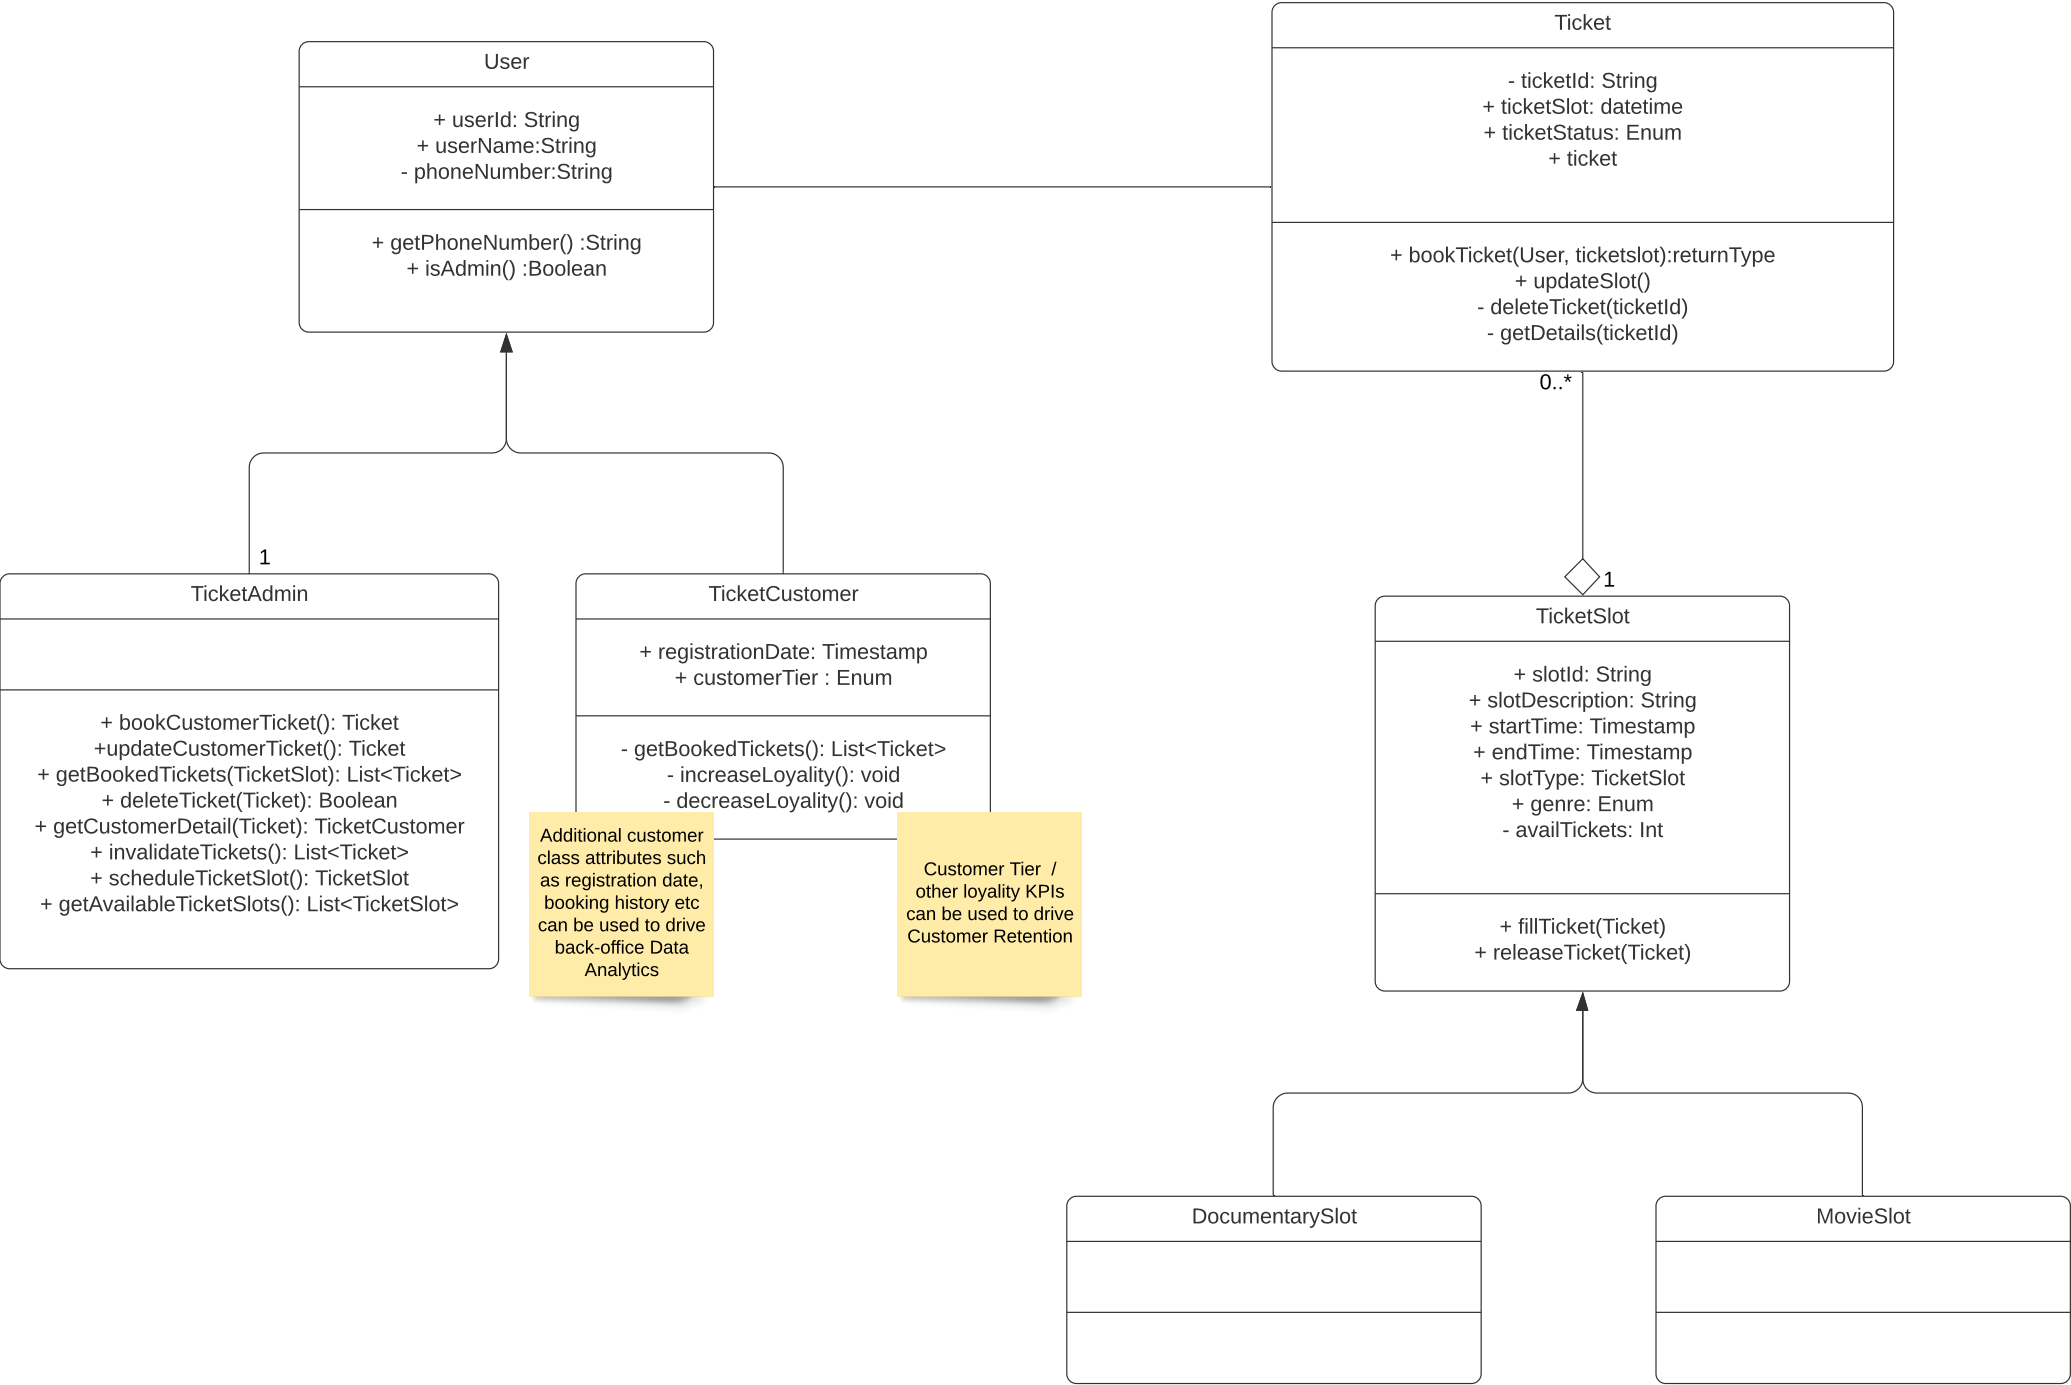 User
+ userId: String
+ userName:String
- phoneNumber:String
+ getPhoneNumber() :String
+ isAdmin() :Boolean
Ticket
- ticketId: String
+ ticketSlot: datetime
+ ticketStatus: Enum
+ ticket
+ bookTicket(User, ticketslot):returnType
+ updateSlot()
- deleteTicket(ticketId)
- getDetails(ticketId)
0..*
1
1
TicketAdmin
+ bookCustomerTicket(): Ticket
+updateCustomerTicket(): Ticket
+ getBookedTickets(TicketSlot): List<Ticket>
+ deleteTicket(Ticket): Boolean
+ getCustomerDetail(Ticket): TicketCustomer
+ invalidateTickets(): List<Ticket>
+ scheduleTicketSlot(): TicketSlot
+ getAvailableTicketSlots(): List<TicketSlot>
TicketCustomer
+ registrationDate: Timestamp
+ customerTier : Enum
- getBookedTickets(): List<Ticket>
- increaseLoyality(): void
- decreaseLoyality(): void
Additional customer
class attributes such
as registration date,
booking history etc
can be used to drive
back-office Data
Analytics
Customer Tier /
other loyality KPIs
can be used to drive
Customer Retention
TicketSlot
+ slotId: String
+ slotDescription: String
+ startTime: Timestamp
+ endTime: Timestamp
+ slotType: TicketSlot
+ genre: Enum
- availTickets: Int
+ fillTicket(Ticket)
+ releaseTicket(Ticket)
DocumentarySlot
MovieSlot